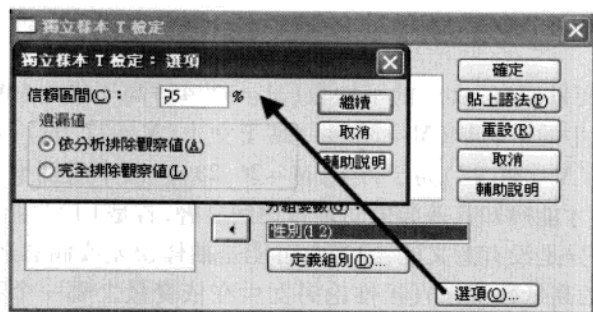 獨立樣本 T 檢定
獨立樣本 T 檢定：選項
信賴區間(C)：
95
%
遺漏值
依分析排除觀察值(A)
完全排除觀察值(L)
繼續
取消
輔助說明
確定
貼上語法(P)
重設(R)
取消
輔助說明
分組變數(G)：
性別(1 2)
定義組別(D)...
選項(O)...